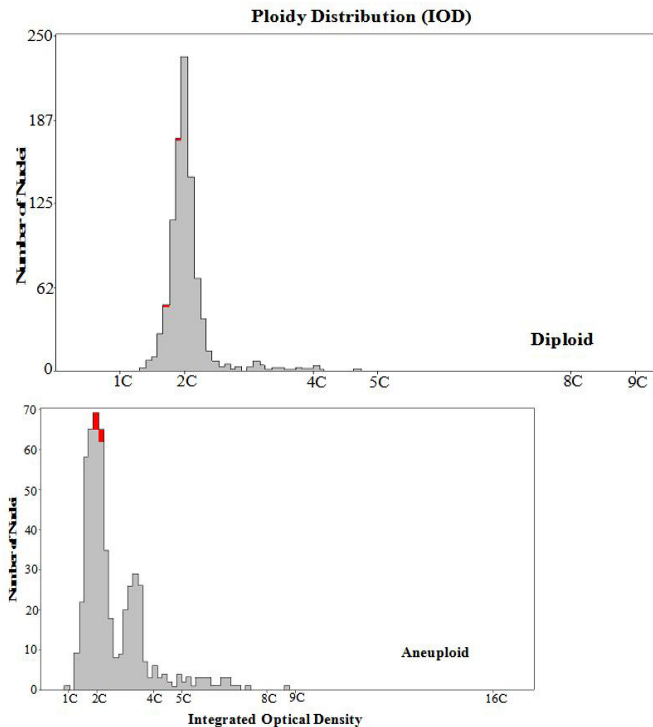 Ploidy Distribution (IOD)
250
187
125
62
0
Number of Nuclei
Diploid
1C 2C 4C 5C 8C 9C
70
60
50
40
30
20
10
0
Number of Nuclei
Aneuploid
1C 2C 4C 5C 8C 9C 16C
Integrated Optical Density